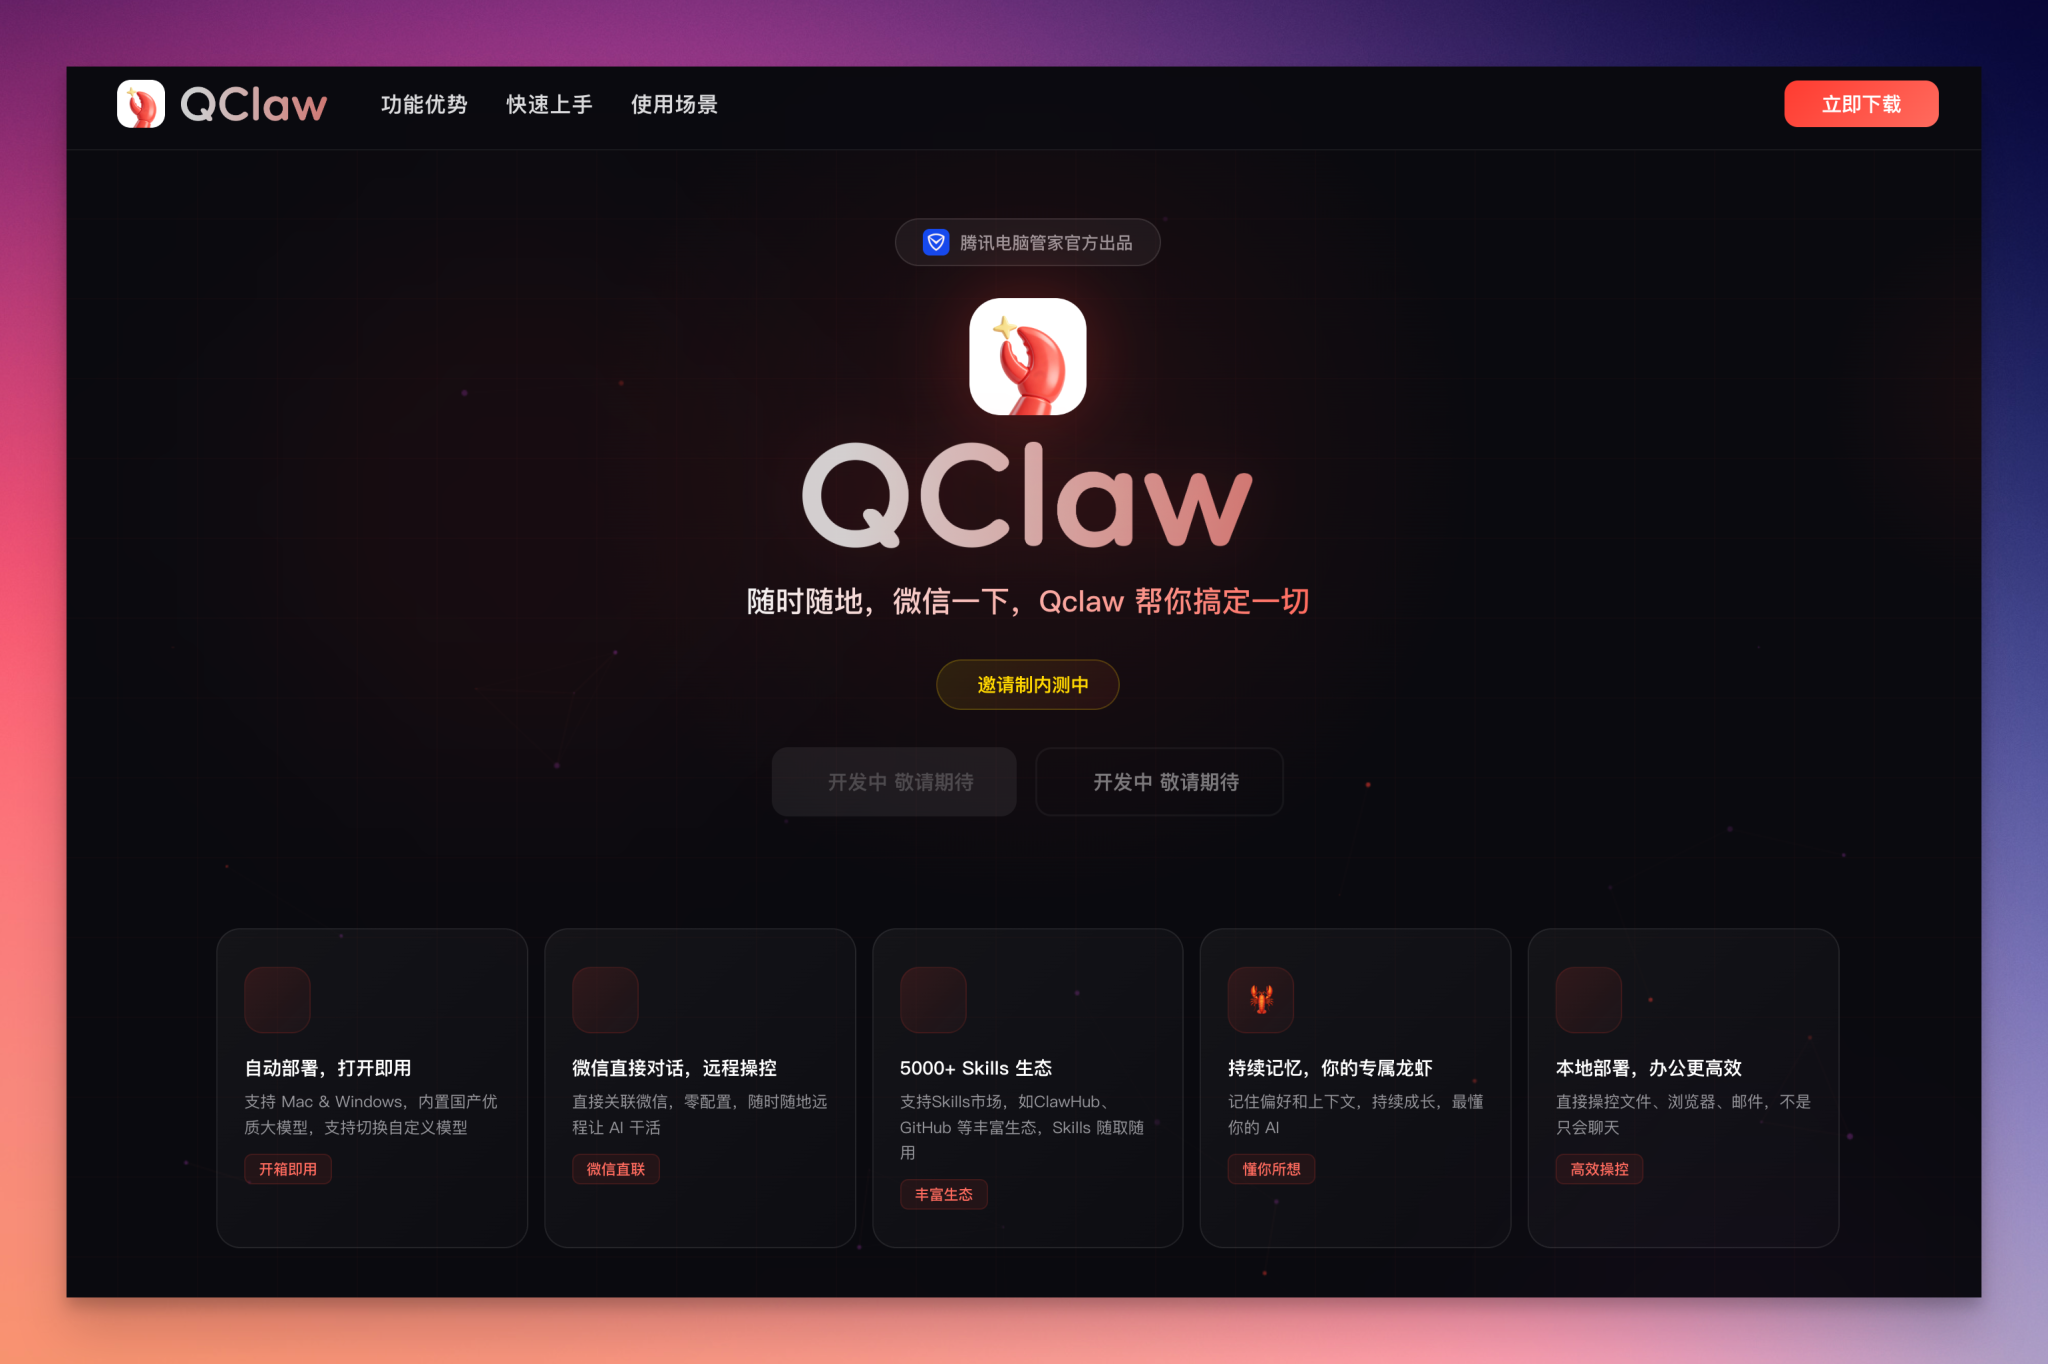 QClaw
功能优势
快速上手
使用场景
立即下载
腾讯电脑管家官方出品
QClaw
随时随地，微信一下，Qclaw 帮你搞定一切
邀请制内测中
开发中 敬请期待
开发中 敬请期待
自动部署，打开即用
支持 Mac & Windows，内置国产优
质大模型，支持切换自定义模型
开箱即用
微信直接对话，远程操控
直接关联微信，零配置，随时随地远
程让 AI 干活
微信直联
5000+ Skills 生态
支持Skills市场，如ClawHub、
GitHub 等丰富生态，Skills 随取随
用
丰富生态
持续记忆，你的专属龙虾
记住偏好和上下文，持续成长，最懂
你的 AI
懂你所想
本地部署，办公更高效
直接操控文件、浏览器、邮件，不是
只会聊天
高效操控